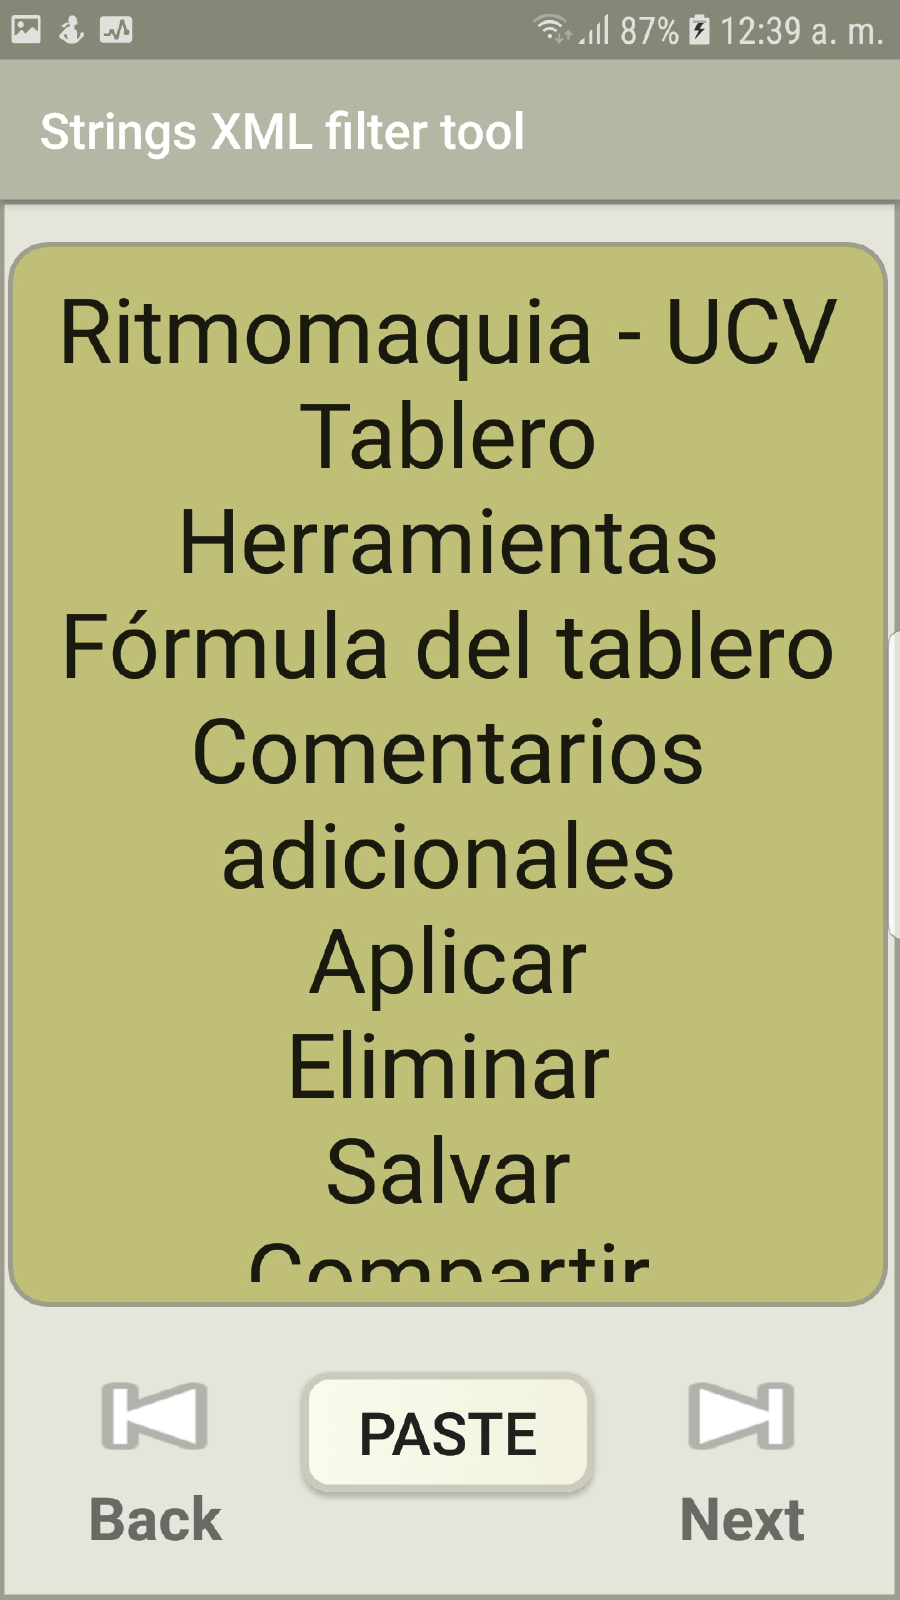 87% 12:39 a. m.
Strings XML filter tool
Ritmomaquia - UCV
Tablero
Herramientas
Fórmula del tablero
Comentarios
adicionales
Aplicar
Eliminar
Salvar
Compartir
PASTE
Back
Next